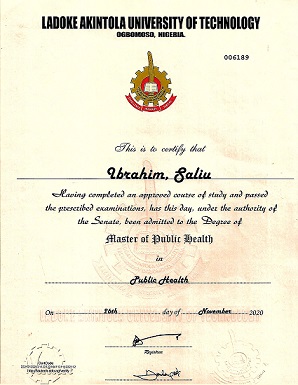 LADOKE AKINTOLA UNIVERSITY OF TECHNOLOGY
OGBOMOSO, NIGERIA.
006189
This is to certify that
Ibrahim, Saliu
Having completed an approved course of study and passed
the prescribed examinations, has this day, under the authority of
the Senate, been admitted to the Degree of
Master of Public Health
in
Public Health
On 26th day of November 2020
Registrar